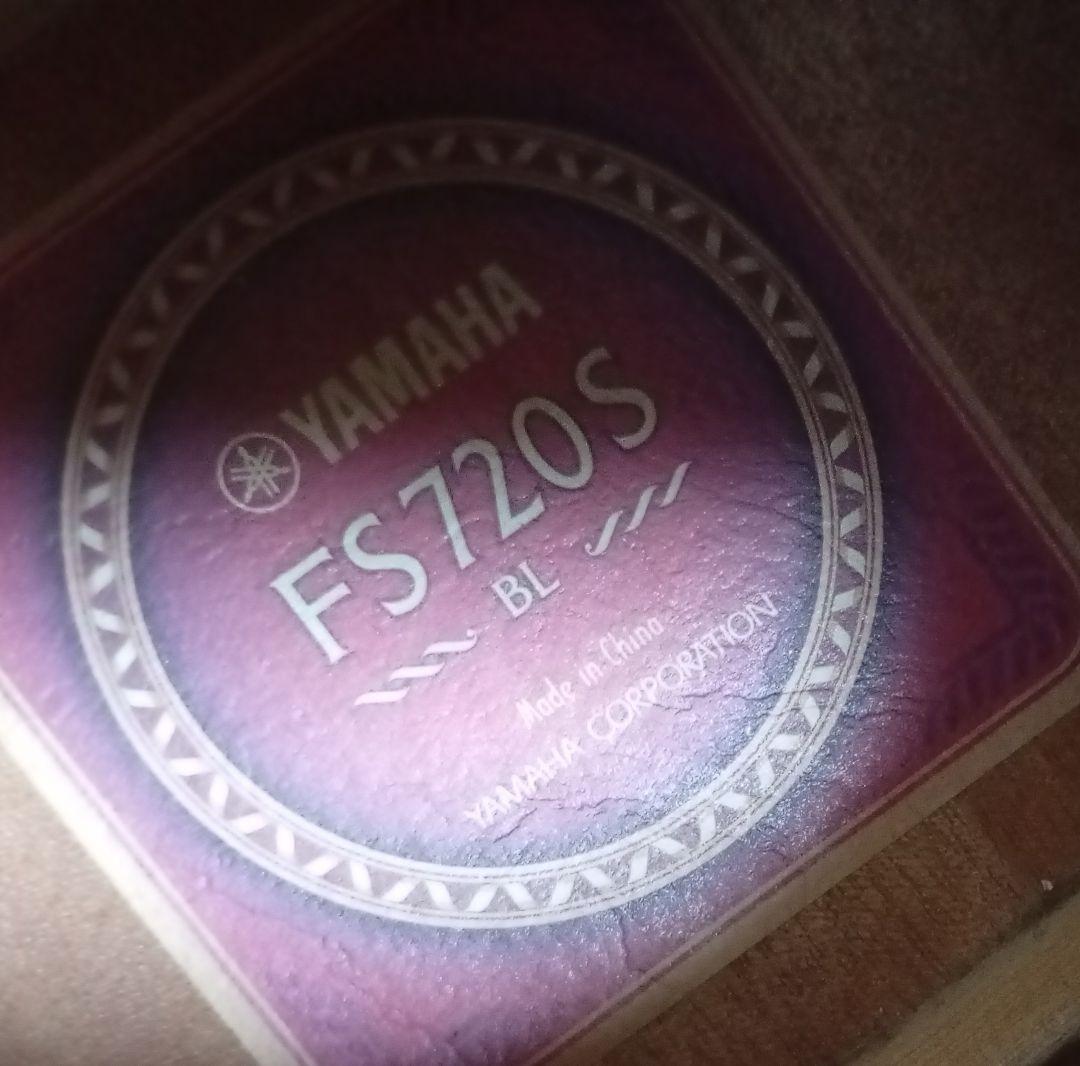 YAMAHA
FS720S
BL
Made in China
YAMAHA CORPORATION